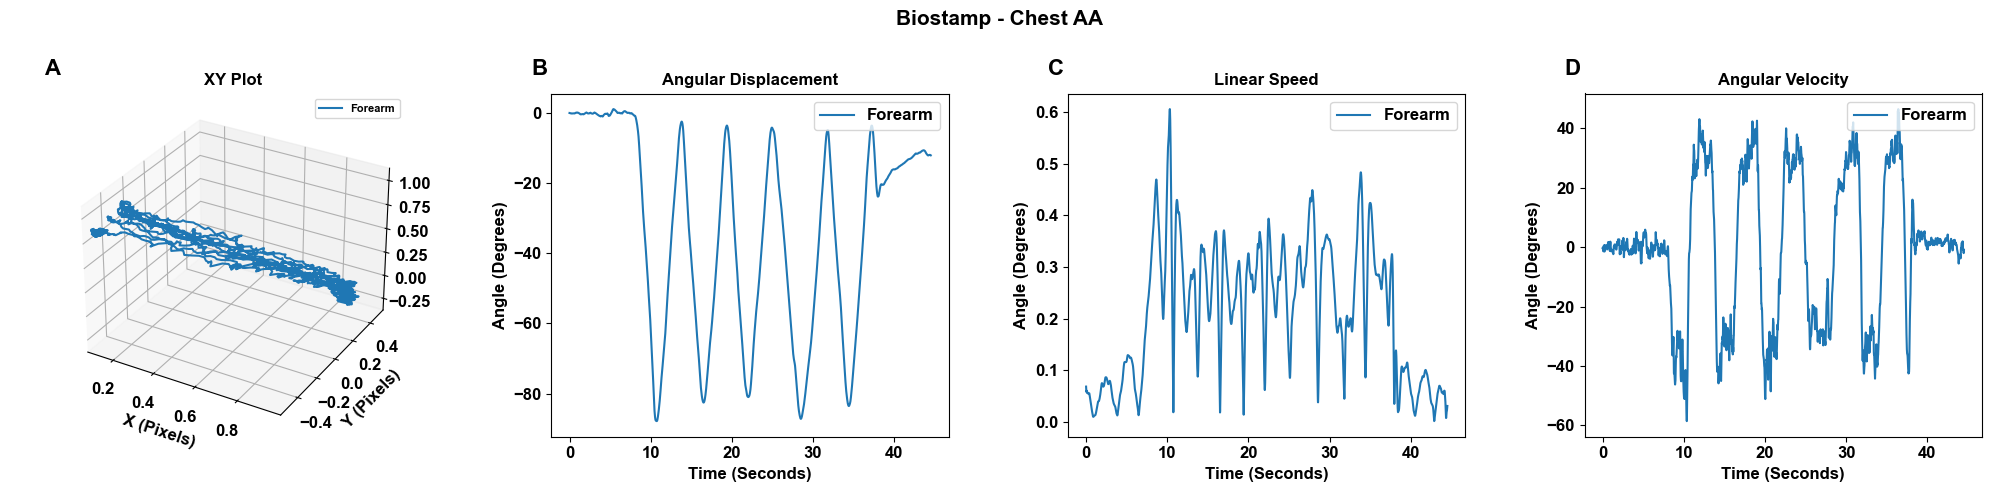 Biostamp - Chest AA
A
XY Plot
Forearm
1.00
0.75
0.50
0.25
0.00
−0.25
0.4
0.2
0.0
−0.2
−0.4
Y (Pixels)
0.2
0.4
0.6
0.8
X (Pixels)
B
Angular Displacement
Forearm
0
−20
−40
−60
−80
Angle (Degrees)
0 10 20 30 40
Time (Seconds)
C
Linear Speed
Forearm
0.6
0.5
0.4
0.3
0.2
0.1
0.0
Angle (Degrees)
0 10 20 30 40
Time (Seconds)
D
Angular Velocity
Forearm
40
20
0
−20
−40
−60
Angle (Degrees)
0 10 20 30 40
Time (Seconds)